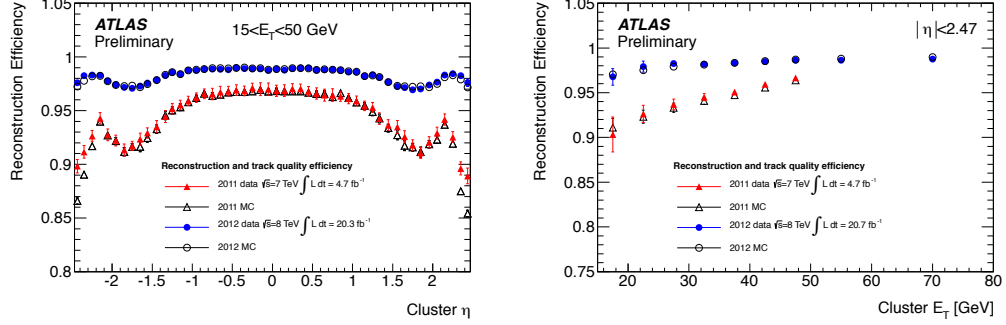 ATLAS
Preliminary
15<E_T<50 GeV
Reconstruction Efficiency
1.05
1
0.95
0.9
0.85
0.8
Reconstruction and track quality efficiency
2011 data √s=7 TeV ∫ L dt = 4.7 fb⁻¹
2011 MC
2012 data √s=8 TeV ∫ L dt = 20.3 fb⁻¹
2012 MC
-2 -1.5 -1 -0.5 0 0.5 1 1.5 2
Cluster η
ATLAS
Preliminary
|η|<2.47
Reconstruction Efficiency
1.05
1
0.95
0.9
0.85
0.8
0.75
Reconstruction and track quality efficiency
2011 data √s=7 TeV ∫ L dt = 4.7 fb⁻¹
2011 MC
2012 data √s=8 TeV ∫ L dt = 20.7 fb⁻¹
2012 MC
20 30 40 50 60 70 80
Cluster E_T [GeV]